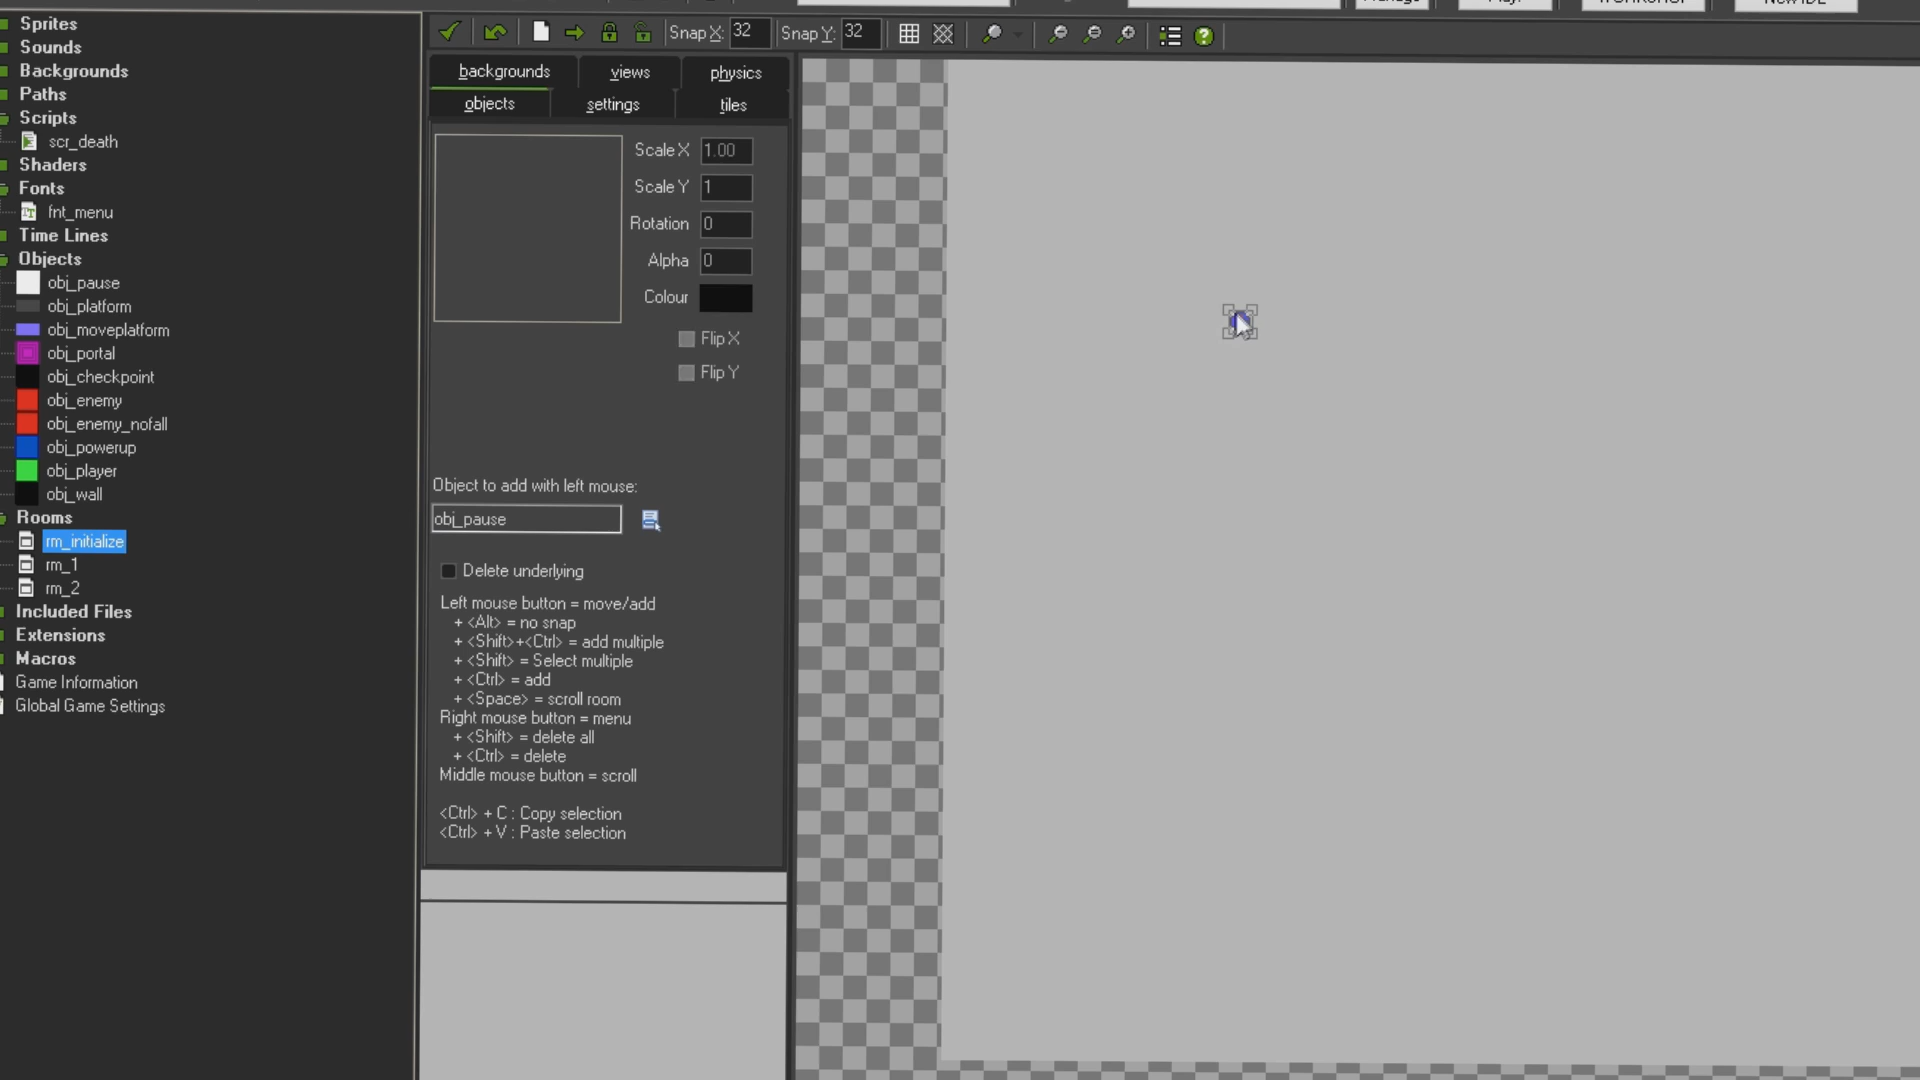 Sprites
Sounds
Backgrounds
Paths
Scripts
scr_death
Shaders
Fonts
fnt_menu
Time Lines
Objects
obj_pause
obj_platform
obj_moveplatform
obj_portal
obj_checkpoint
obj_enemy
obj_enemy_nofall
obj_powerup
obj_player
obj_wall
Rooms
rm_initialize
rm_1
rm_2
Included Files
Extensions
Macros
Game Information
Global Game Settings
Snap X: 32 Snap Y: 32
backgrounds views physics
objects settings tiles
Scale X 1.00
Scale Y 1
Rotation 0
Alpha 0
Colour
Flip X
Flip Y
Object to add with left mouse:
obj_pause
Delete underlying
Left mouse button = move/add
+ <Alt> = no snap
+ <Shift>+<Ctrl> = add multiple
+ <Shift> = Select multiple
+ <Ctrl> = add
+ <Space> = scroll room
Right mouse button = menu
+ <Shift> = delete all
+ <Ctrl> = delete
Middle mouse button = scroll
<Ctrl> + C : Copy selection
<Ctrl> + V : Paste selection